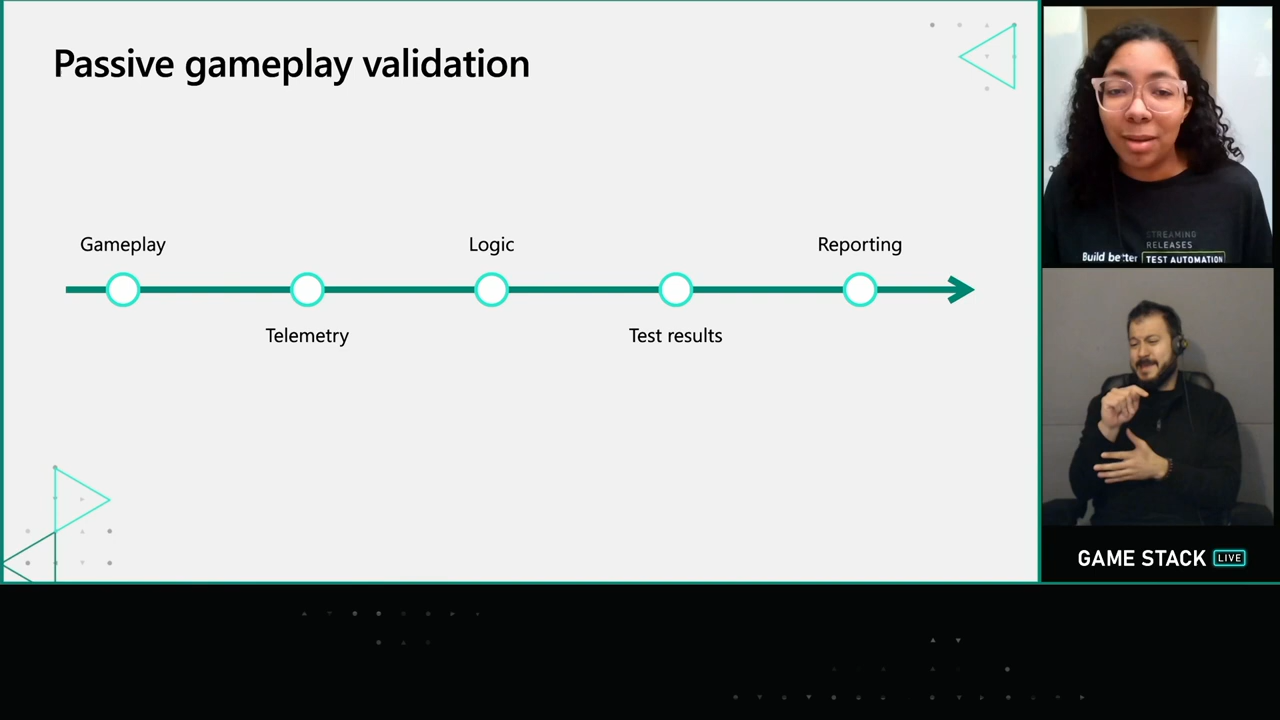 Passive gameplay validation
Gameplay
Logic
Reporting
Telemetry
Test results
STREAMING
RELEASES
Build better TEST AUTOMATION
GAME STACK LIVE